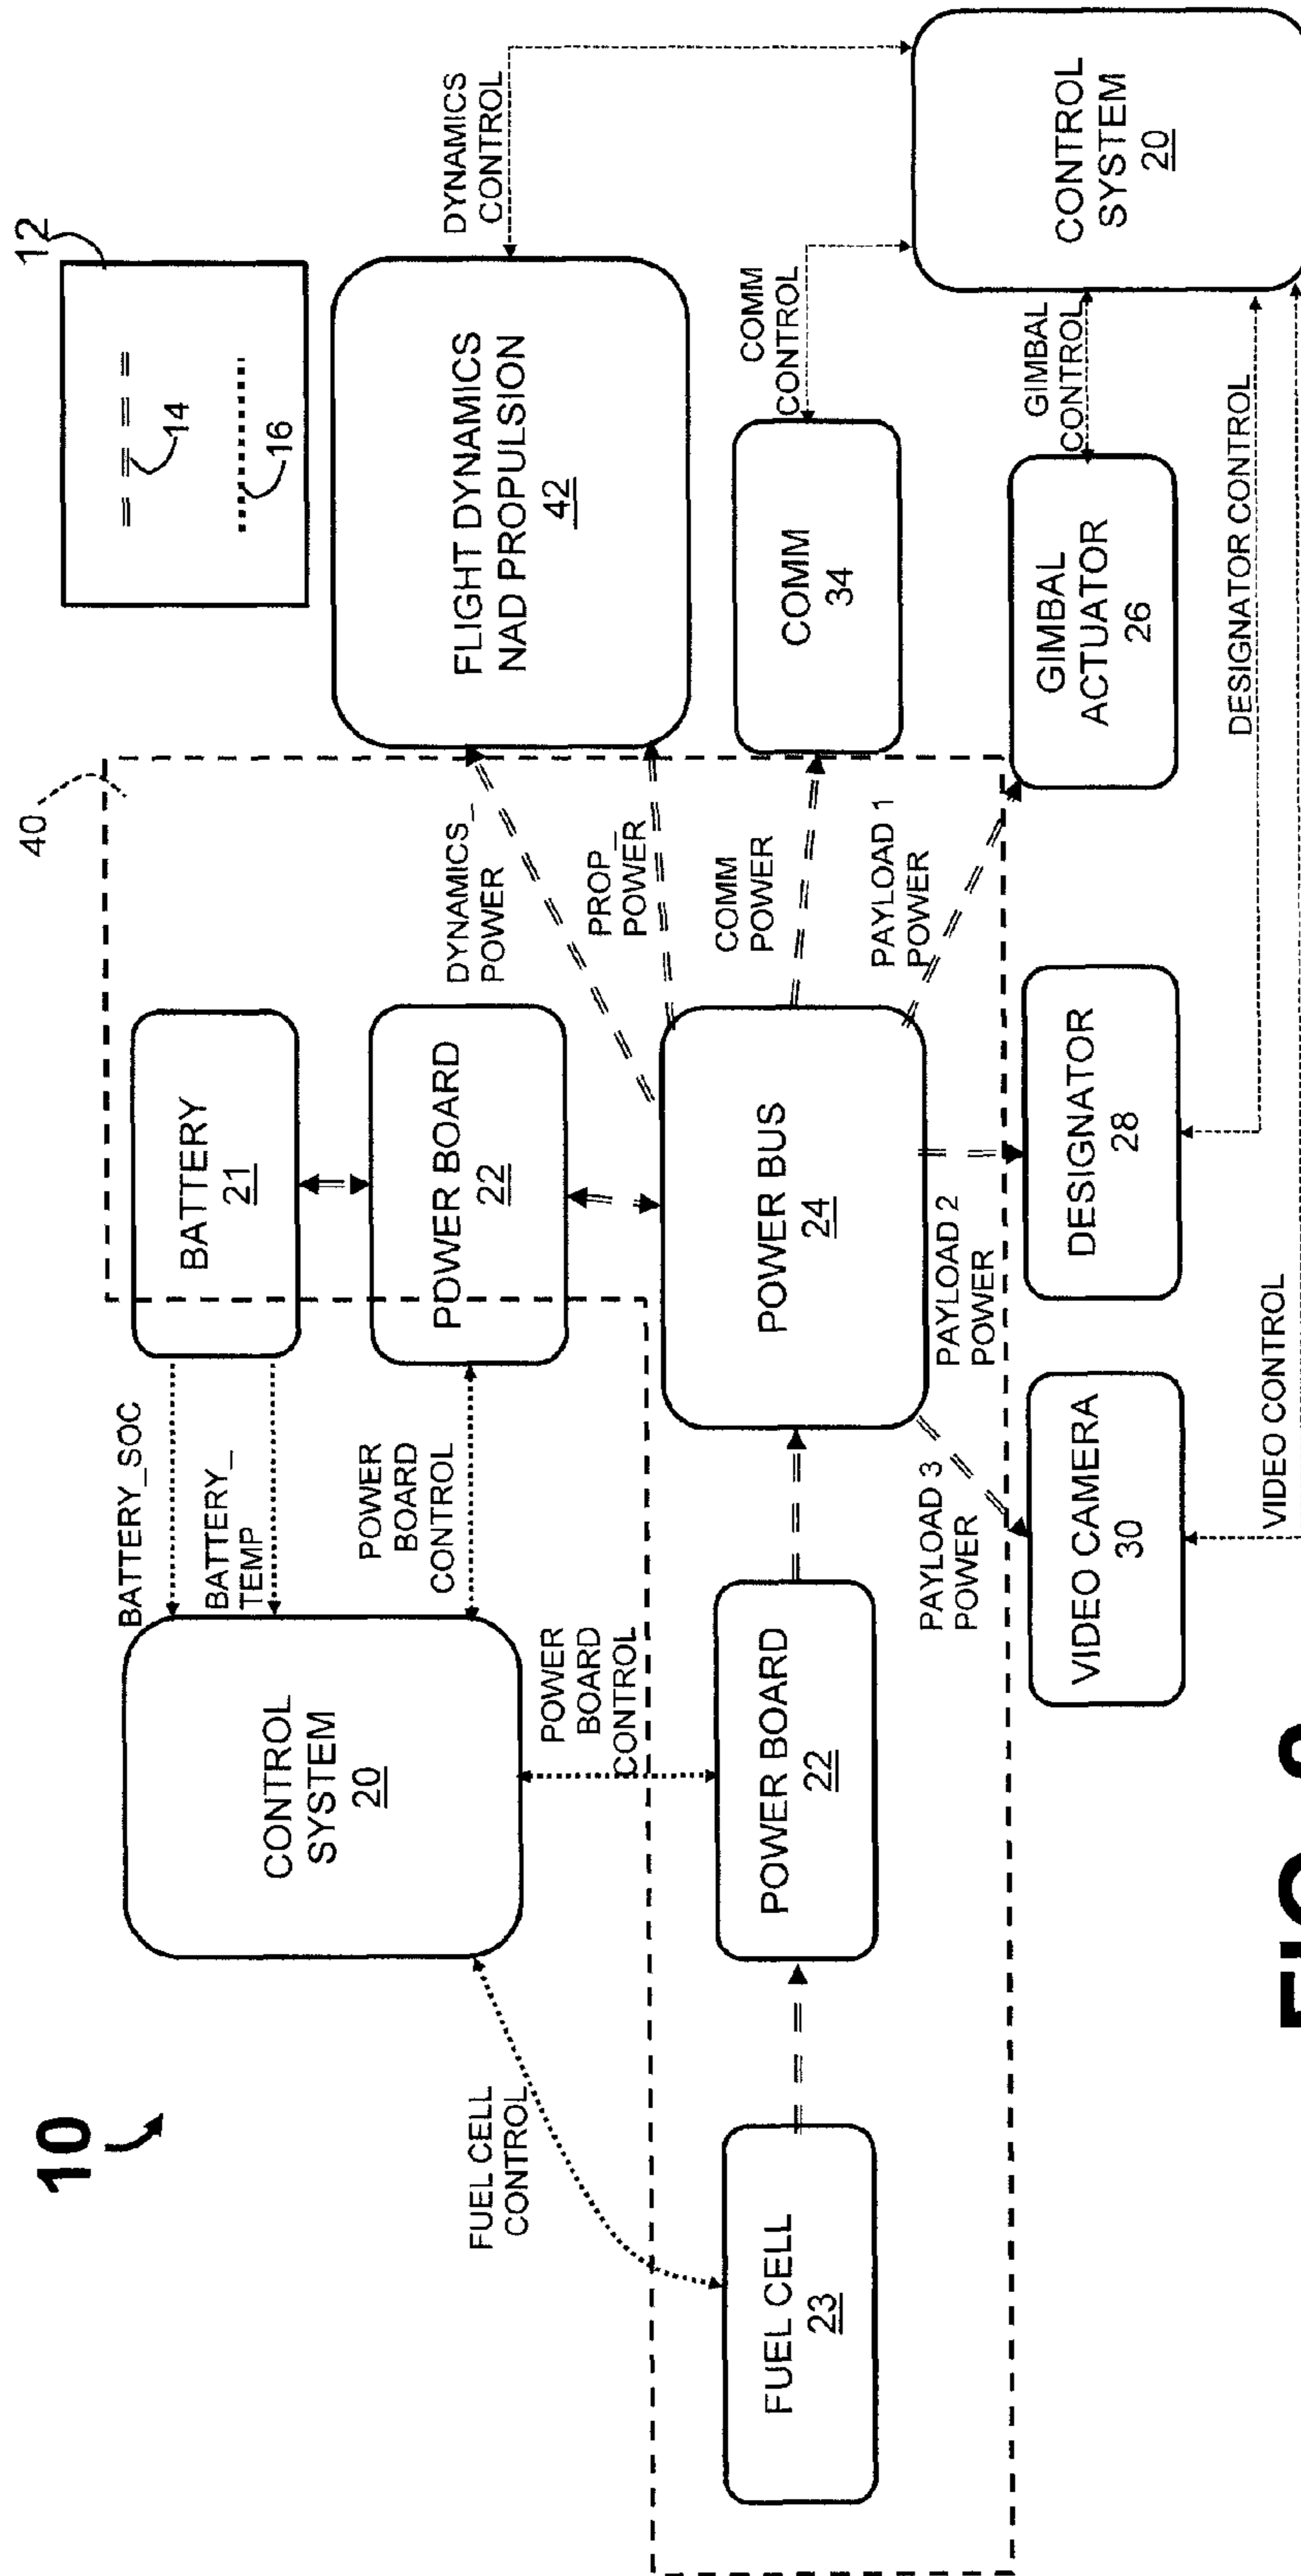 10
12
14
16
40
BATTERY_SOC
BATTERY_
TEMP
POWER
BOARD
CONTROL
CONTROL
SYSTEM
20
BATTERY
21
POWER BOARD
22
FUEL CELL
CONTROL
POWER
BOARD
CONTROL
FUEL CELL
23
POWER BOARD
22
POWER BUS
24
DYNAMICS_
POWER
PROP_
POWER
COMM
POWER
PAYLOAD 1
POWER
PAYLOAD 2
POWER
PAYLOAD 3
POWER
FLIGHT DYNAMICS
NAD PROPULSION
42
DYNAMICS
CONTROL
COMM
34
COMM
CONTROL
GIMBAL
ACTUATOR
26
GIMBAL
CONTROL
CONTROL
SYSTEM
20
DESIGNATOR
28
DESIGNATOR CONTROL
VIDEO CAMERA
30
VIDEO CONTROL
FIG.